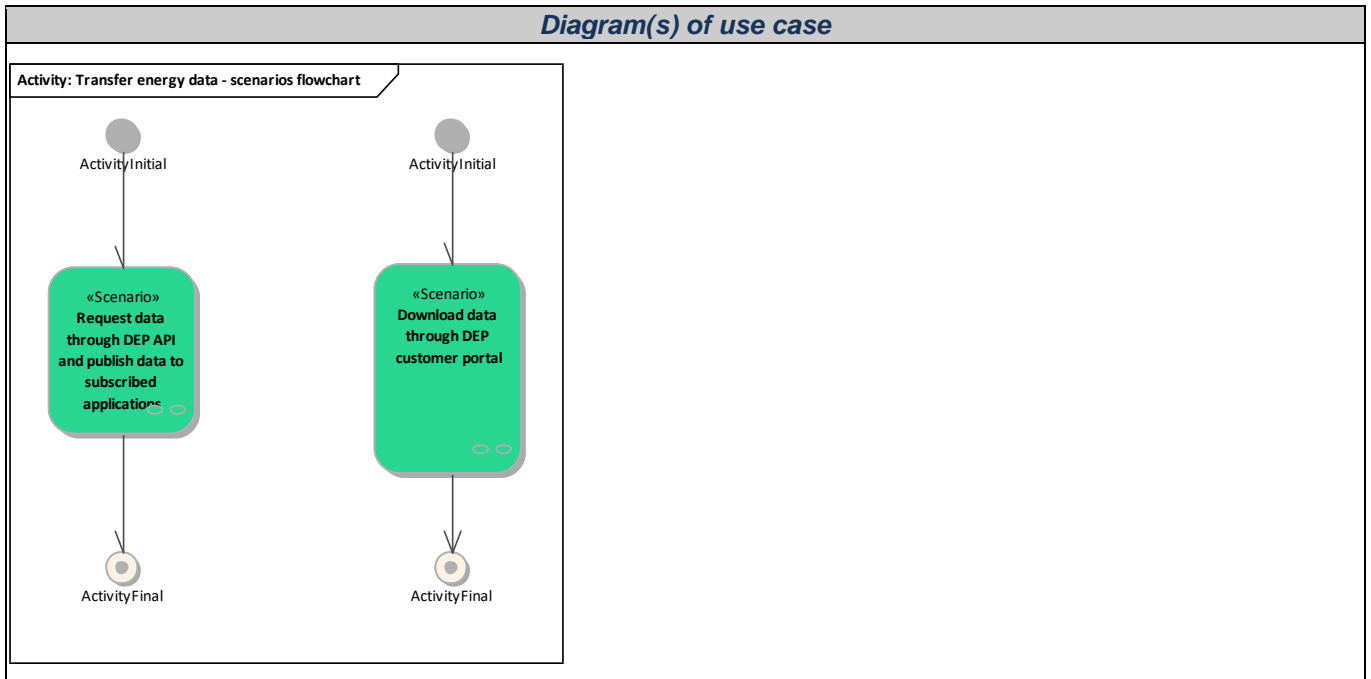 Diagram(s) of use case
Activity: Transfer energy data - scenarios flowchart
ActivityInitial
«Scenario»
Request data
through DEP API
and publish data to
subscribed
applications
ActivityFinal
ActivityInitial
«Scenario»
Download data
through DEP
customer portal
ActivityFinal